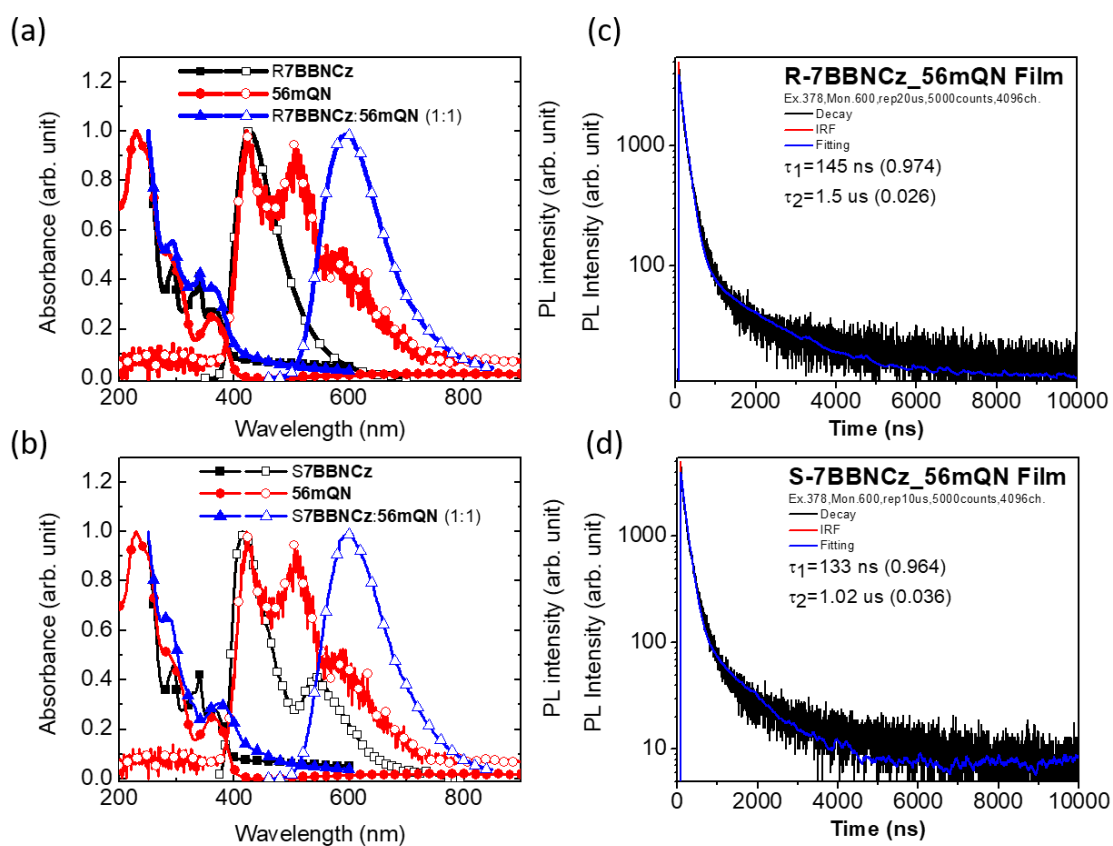 (a)
R7BBNCz
56mQN
R7BBNCz:56mQN (1:1)
Absorbance (arb. unit)
PL intensity (arb. unit)
1.2
1.0
0.8
0.6
0.4
0.2
0.0
200 400 600 800
Wavelength (nm)
(c)
R-7BBNCz_56mQN Film
Ex.378,Mon.600,rep20us,5000counts,4096ch.
Decay
IRF
Fitting
τ1=145 ns (0.974)
τ2=1.5 us (0.026)
PL Intensity (arb. unit)
1000
100
0 2000 4000 6000 8000 10000
Time (ns)
(b)
S7BBNCz
56mQN
S7BBNCz:56mQN (1:1)
Absorbance (arb. unit)
PL intensity (arb. unit)
1.2
1.0
0.8
0.6
0.4
0.2
0.0
200 400 600 800
Wavelength (nm)
(d)
S-7BBNCz_56mQN Film
Ex.378,Mon.600,rep10us,5000counts,4096ch.
Decay
IRF
Fitting
τ1=133 ns (0.964)
τ2=1.02 us (0.036)
PL Intensity (arb. unit)
1000
100
10
0 2000 4000 6000 8000 10000
Time (ns)